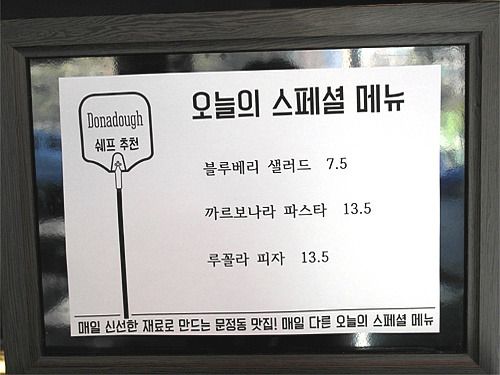 오늘의 스페셜 메뉴
Donadough
쉐프 추천
블루베리 샐러드 7.5
까르보나라 파스타 13.5
루꼴라 피자 13.5
매일 신선한 재료로 만드는 문정동 맛집! 매일 다른 오늘의 스페셜 메뉴